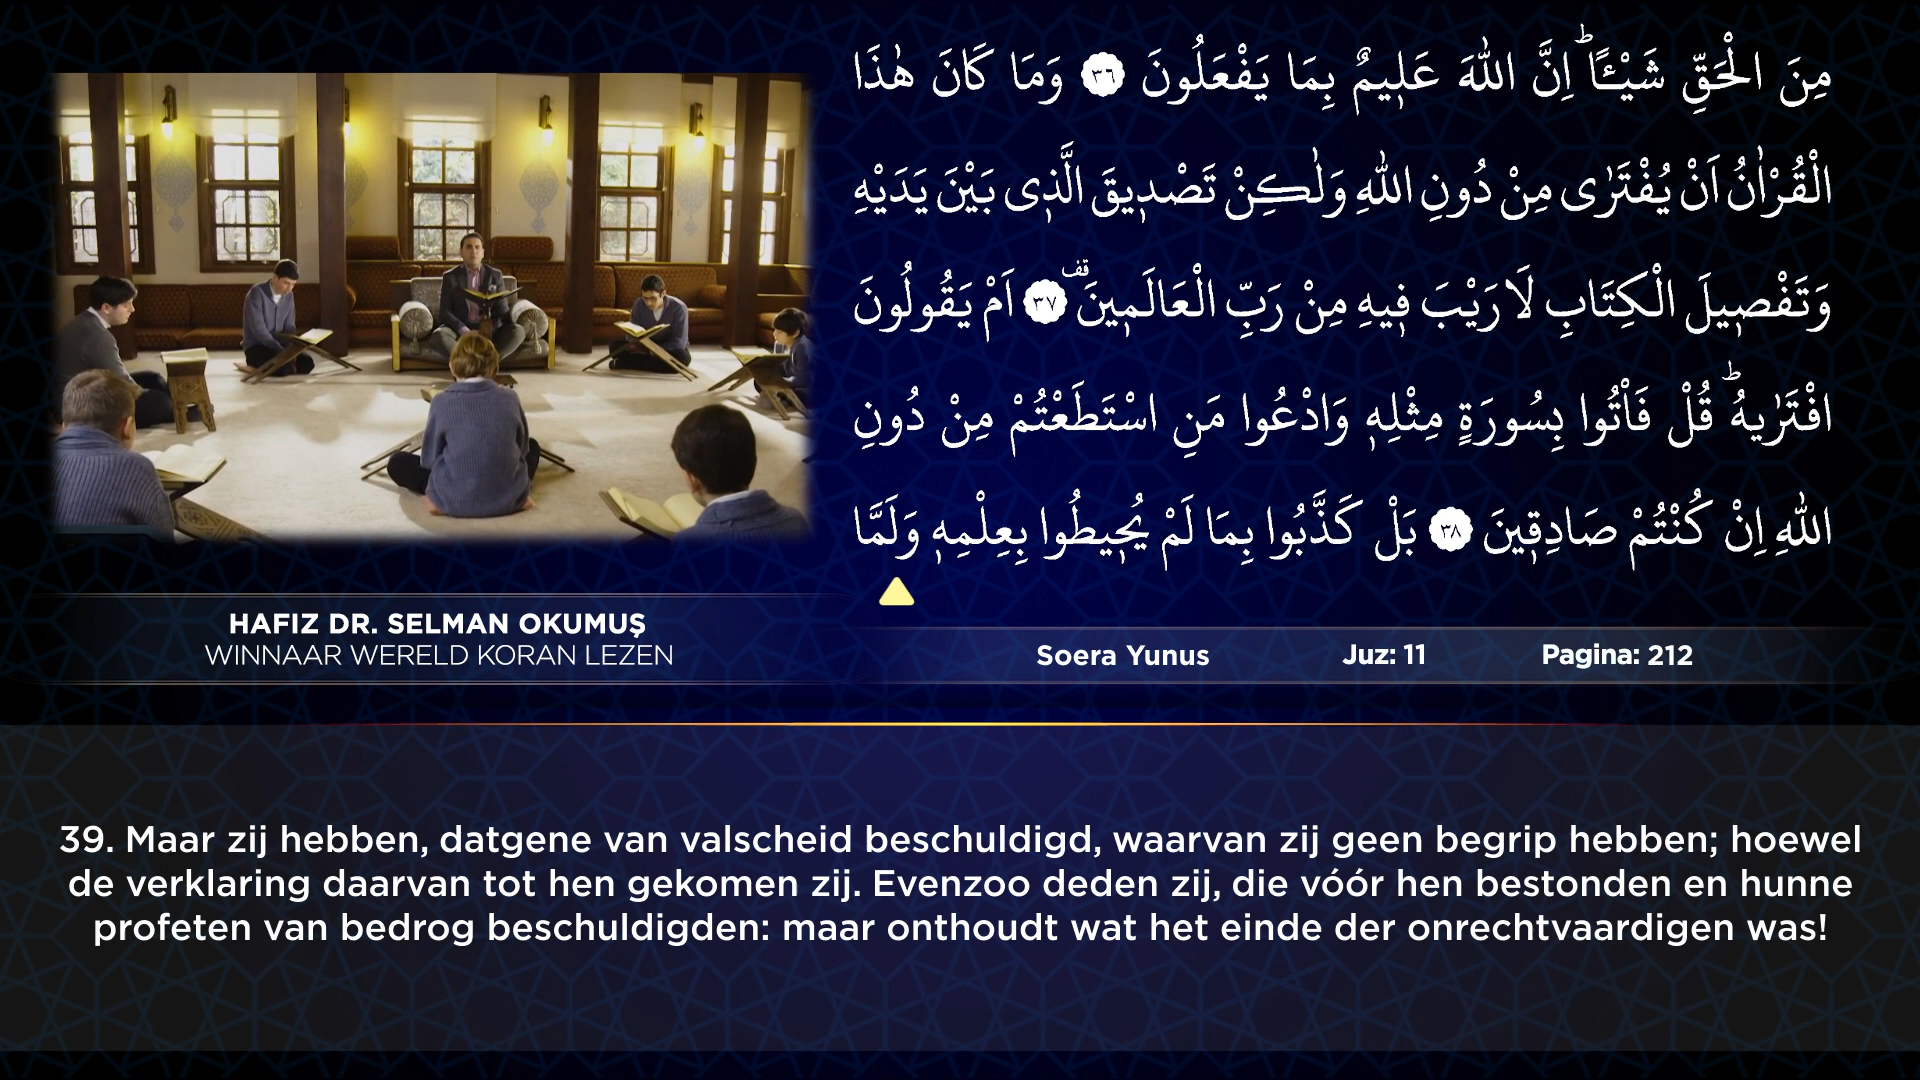 مِنَ الْحَقِّ شَيْـًٔاۜ اِنَّ اللّٰهَ عَلٖيمٌ بِمَا يَفْعَلُونَ ﴿٣٦﴾ وَمَا كَانَ هٰذَا
الْقُرْاٰنُ اَنْ يُفْتَرٰى مِنْ دُونِ اللّٰهِ وَلٰكِنْ تَصْدٖيقَ الَّذٖى بَيْنَ يَدَيْهِ
وَتَفْصٖيلَ الْكِتَابِ لَا رَيْبَ فٖيهِ مِنْ رَبِّ الْعَالَمٖينَ قف ﴿٣٧﴾ اَمْ يَقُولُونَ
افْتَرٰيهُ ط قُلْ فَاْتُوا بِسُورَةٍ مِثْلِهٖ وَادْعُوا مَنِ اسْتَطَعْتُمْ مِنْ دُونِ
اللّٰهِ اِنْ كُنْتُمْ صَادِقٖينَ ﴿٣٨﴾ بَلْ كَذَّبُوا بِمَا لَمْ يُحٖيطُوا بِعِلْمِهٖ وَلَمَّا
HAFIZ DR. SELMAN OKUMUŞ
WINNAAR WERELD KORAN LEZEN
Soera Yunus Juz: 11 Pagina: 212
39. Maar zij hebben, datgene van valscheid beschuldigd, waarvan zij geen begrip hebben; hoewel
de verklaring daarvan tot hen gekomen zij. Evenzoo deden zij, die vóór hen bestonden en hunne
profeten van bedrog beschuldigden: maar onthoudt wat het einde der onrechtvaardigen was!